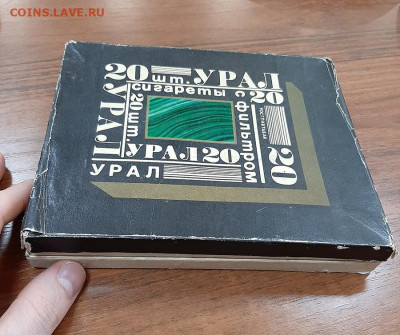 COINS.LAVE.RU
20 шт. УРАЛ
сигареты с фильтром
20
20
20 шт.
УРАЛ
УРАЛ 20
УРАЛ